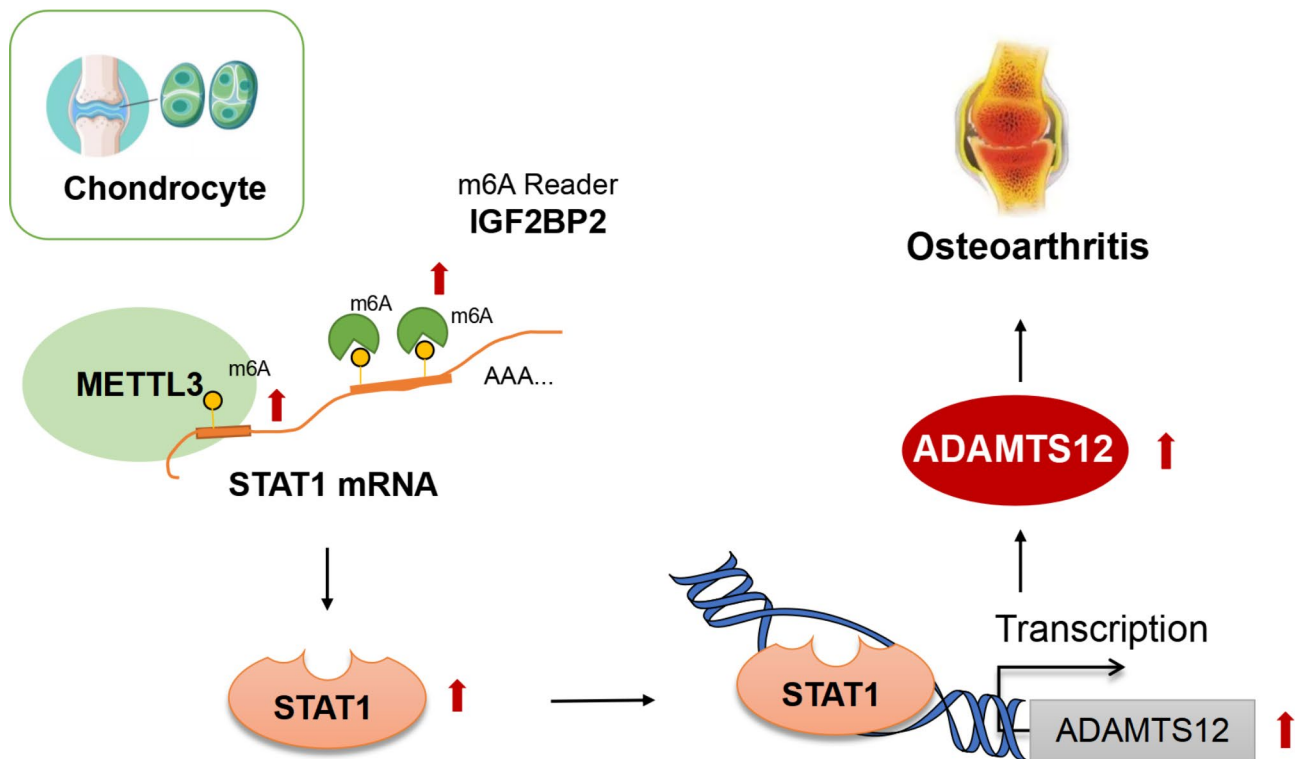 Chondrocyte
m6A Reader
IGF2BP2
m6A
m6A
METTL3
m6A
AAA...
STAT1 mRNA
STAT1
STAT1
Transcription
ADAMTS12
ADAMTS12
Osteoarthritis